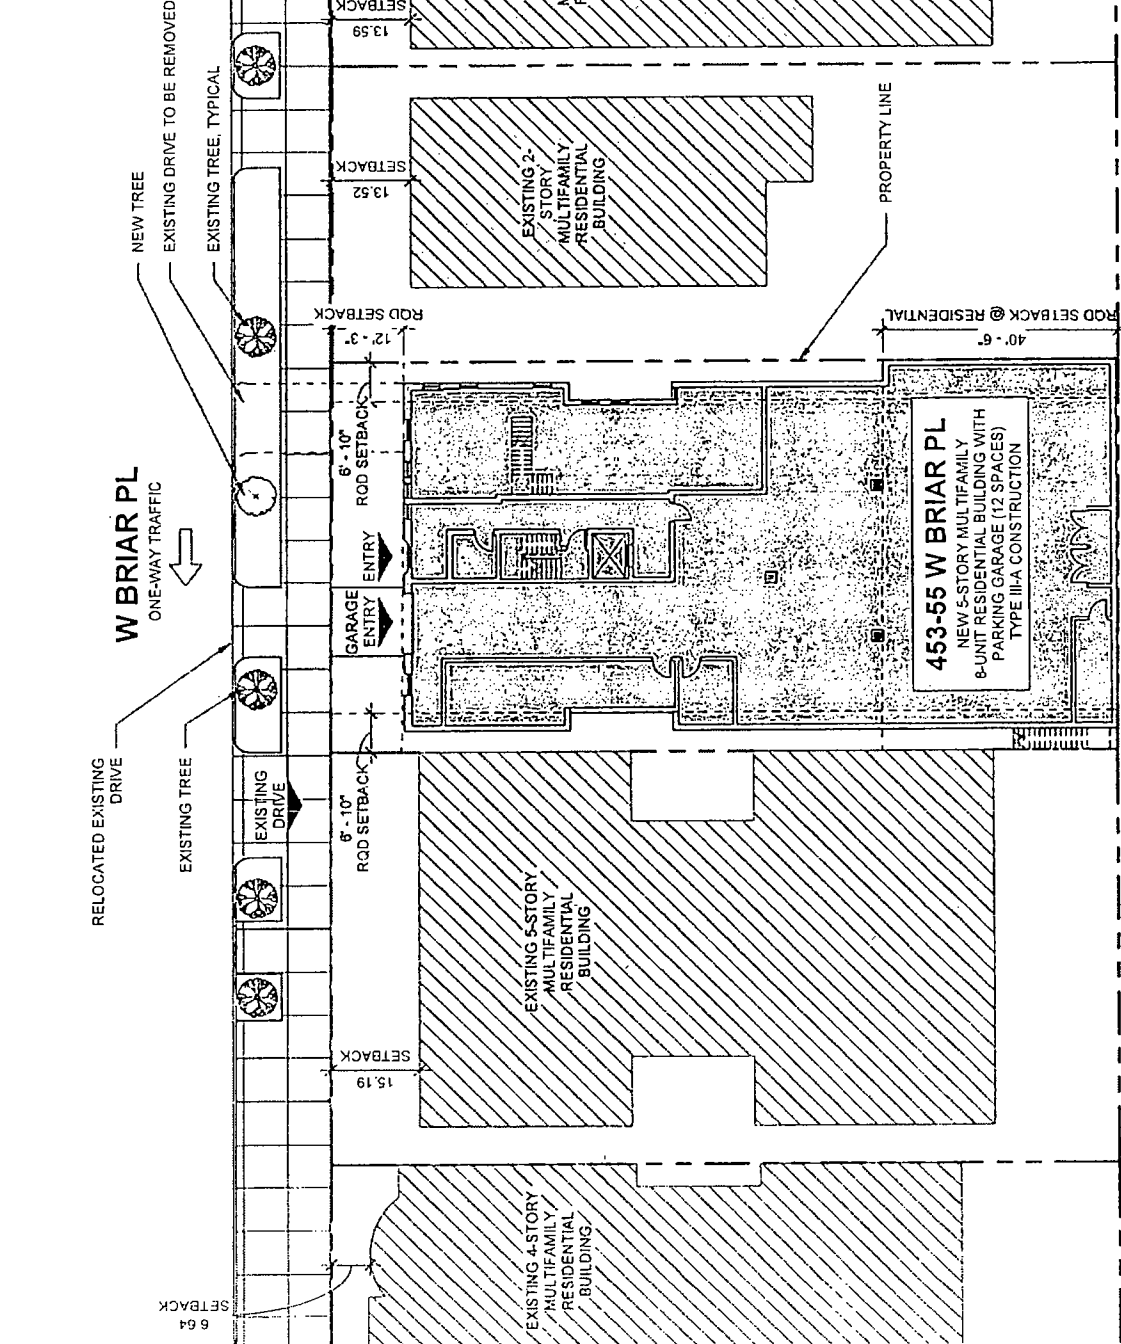 W BRIAR PL
ONE-WAY TRAFFIC
RELOCATED EXISTING
DRIVE
EXISTING TREE
NEW TREE
EXISTING DRIVE TO BE REMOVED
EXISTING TREE, TYPICAL
EXISTING
DRIVE
GARAGE
ENTRY
ENTRY
6' - 10"
RQD SETBACK
6' - 10"
RQD SETBACK
12' - 3"
RQD SETBACK
6.64
SETBACK
15.19
SETBACK
13.52
SETBACK
13.59
SETBACK
EXISTING 4-STORY
MULTIFAMILY
RESIDENTIAL
BUILDING
EXISTING 5-STORY
MULTIFAMILY
RESIDENTIAL
BUILDING
EXISTING 2-
STORY
MULTIFAMILY
RESIDENTIAL
BUILDING
PROPERTY LINE
40' - 6"
RQD SETBACK @ RESIDENTIAL
453-55 W BRIAR PL
NEW 5-STORY MULTIFAMILY
8-UNIT RESIDENTIAL BUILDING WITH
PARKING GARAGE (12 SPACES)
TYPE III-A CONSTRUCTION